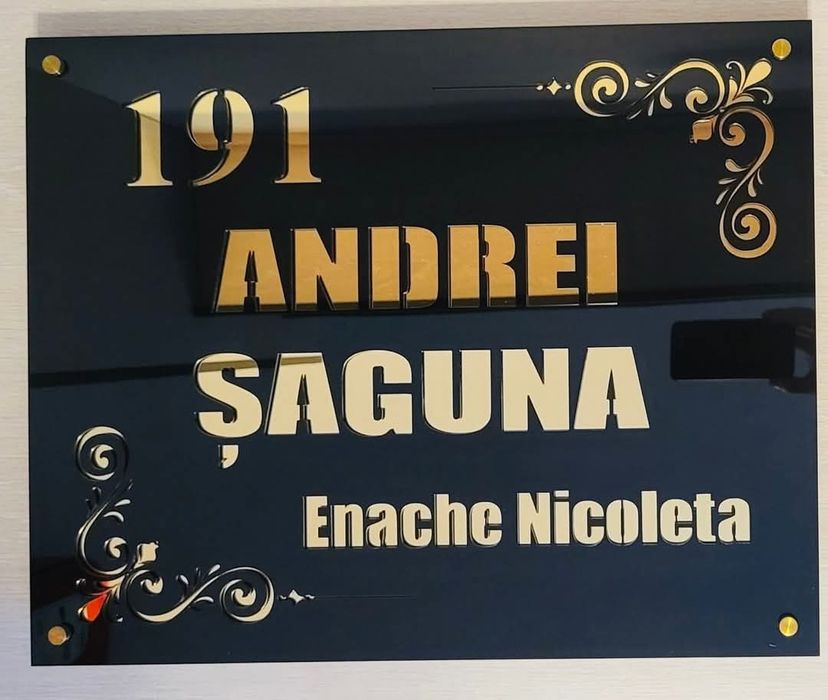 191
ANDREI
ȘAGUNA
Enache Nicoleta